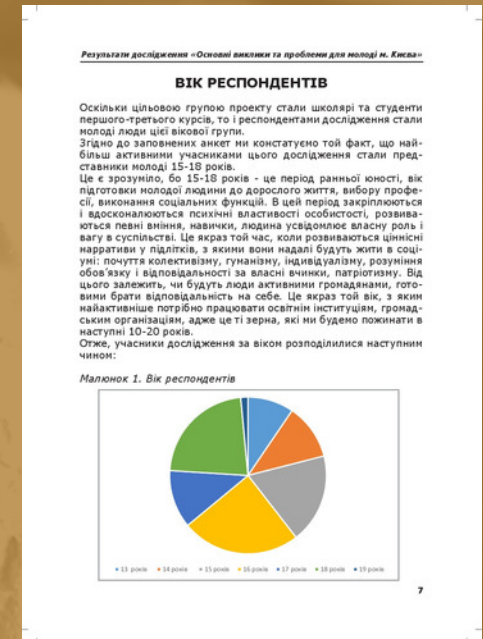 Результати дослідження «Основні виклики та проблеми для молоді м. Києва»
ВІК РЕСПОНДЕНТІВ
Оскільки цільовою групою проекту стали школярі та студенти
першого-третього курсів, то і респондентами дослідження стали
молоді люди цієї вікової групи.
Згідно до заповнених анкет ми констатуємо той факт, що най-
більш активними учасниками цього дослідження стали пред-
ставники молоді 15-18 років.
Це є зрозуміло, бо 15-18 років - це період ранньої юності, вік
підготовки молодої людини до дорослого життя, вибору профе-
сії, виконання соціальних функцій. В цей період закріплюються
і вдосконалюються психічні властивості особистості, розвива-
ються певні вміння, навички, людина усвідомлює власну роль і
вагу в суспільстві. Це якраз той час, коли розвиваються ціннісні
нарративи у підлітків, з якими вони надалі будуть жити в соці-
умі: почуття колективізму, гуманізму, індивідуалізму, розуміння
обов'язку і відповідальності за власні вчинки, патріотизму. Від
цього залежить, чи будуть люди активними громадянами, гото-
вими брати відповідальність на себе. Це якраз той вік, з яким
найактивніше потрібно працювати освітнім інституціям, громад-
ським організаціям, адже це ті зерна, які ми будемо пожинати в
наступні 10-20 років.
Отже, учасники дослідження за віком розподілилися наступним
чином:
Малюнок 1. Вік респондентів
13 років 14 років 15 років 16 років 17 років 18 років 19 років
7